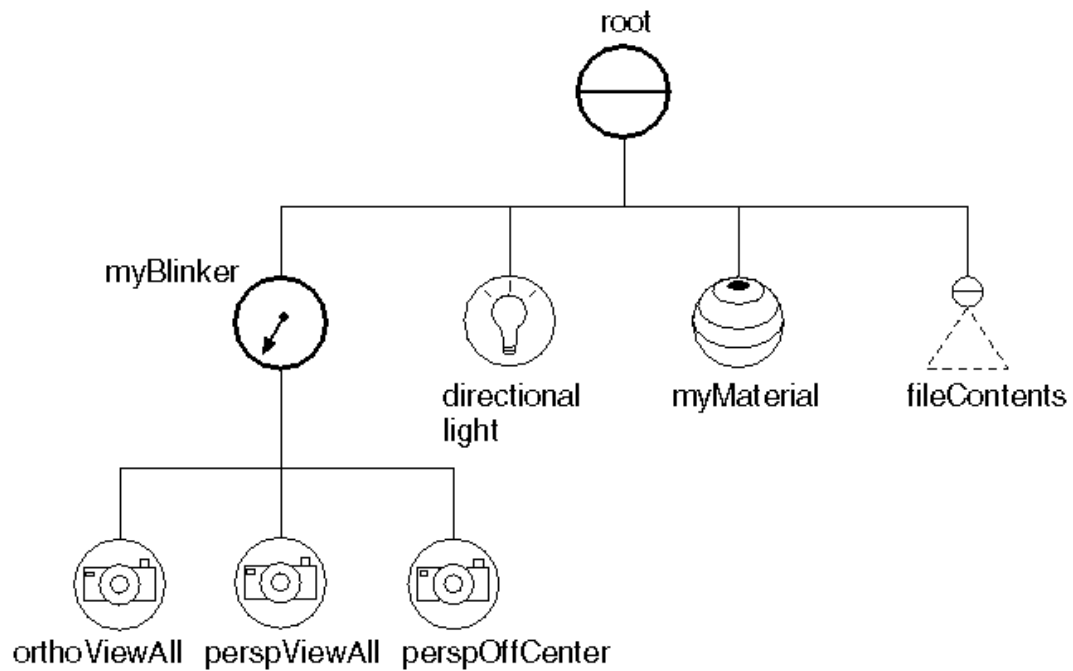 root
myBlinker
directional
light
myMaterial
fileContents
orthoViewAll
perspViewAll
perspOffCenter